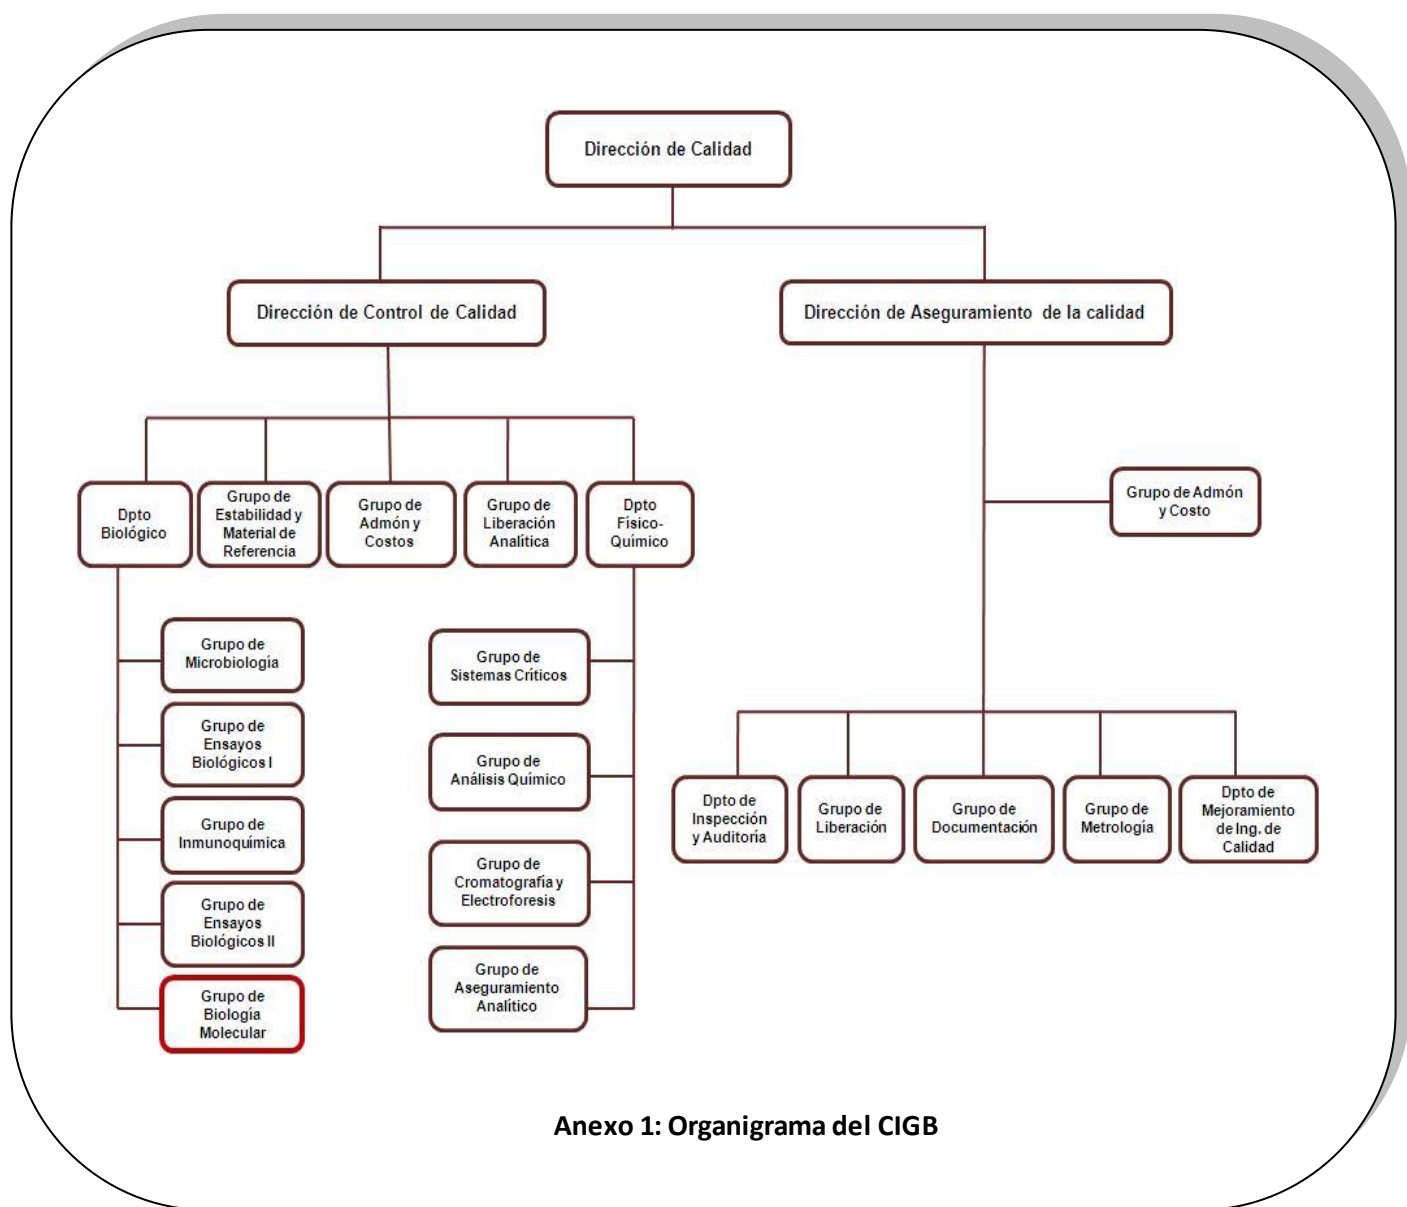 Dirección de Calidad
Dirección de Control de Calidad
Dirección de Aseguramiento de la calidad
Dpto
Biológico
Grupo de
Estabilidad y
Material de
Referencia
Grupo de
Admón y
Costos
Grupo de
Liberación
Analítica
Dpto
Físico-
Químico
Grupo de Admón
y Costo
Grupo de
Microbiología
Grupo de
Ensayos
Biológicos I
Grupo de
Inmunoquímica
Grupo de
Ensayos
Biológicos II
Grupo de
Biología
Molecular
Grupo de
Sistemas Críticos
Grupo de
Análisis Químico
Grupo de
Cromatografía y
Electroforesis
Grupo de
Aseguramiento
Analítico
Dpto de
Inspección
y Auditoria
Grupo de
Liberación
Grupo de
Documentación
Grupo de
Metrología
Dpto de
Mejoramiento
de Ing. de
Calidad
Anexo 1: Organigrama del CIGB